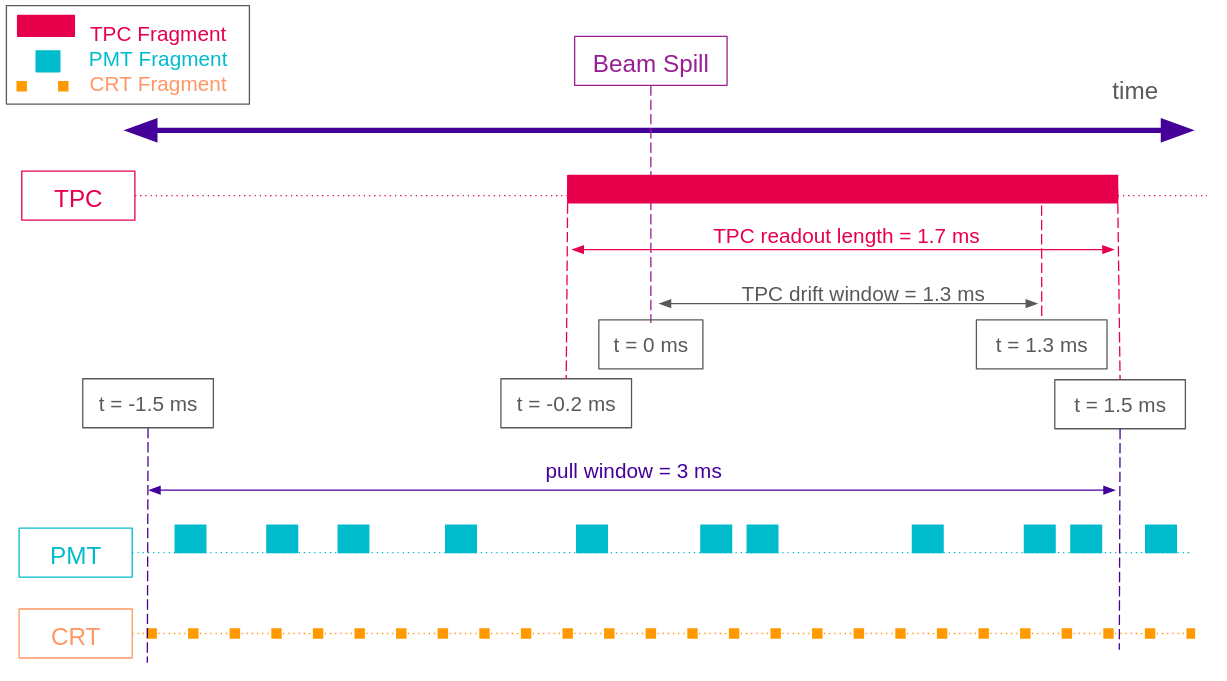 TPC Fragment
PMT Fragment
CRT Fragment
Beam Spill
time
TPC
TPC readout length = 1.7 ms
TPC drift window = 1.3 ms
t = 0 ms
t = 1.3 ms
t = -1.5 ms
t = -0.2 ms
t = 1.5 ms
pull window = 3 ms
PMT
CRT